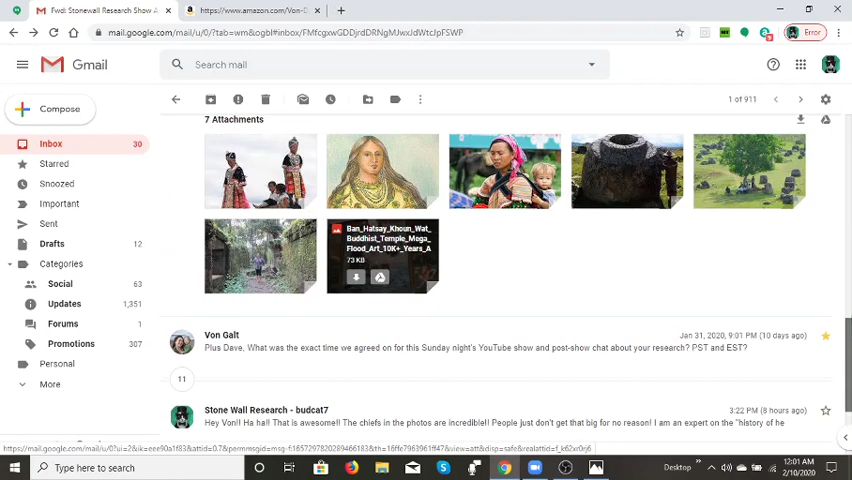 Fwd: Stonewall Research Show A
https://www.amazon.com/Von-D
mail.google.com/mail/u/0/?tab=wm&ogbl#inbox/FMfcgxwGDDjrdDRNgMJwxJdWtcJpFSWP
Error
Gmail
Search mail
Compose
1 of 911
Inbox 30
7 Attachments
Starred
Snoozed
Important
Sent
Ban_Hatsay_Khoun_Wat_
Buddhist_Temple_Mega_
Flood_Art_10K+_Years_A
73 KB
Drafts 12
Categories
Social 63
Updates 1,351
Forums 1
Promotions 307
Personal
More
Von Galt Jan 31, 2020, 9:01 PM (10 days ago)
Plus Dave, What was the exact time we agreed on for this Sunday night's YouTube show and post-show chat about your research? PST and EST?
11
Stone Wall Research - budcat7 3:22 PM (8 hours ago)
Hey Von!! Ha ha!! That is awesome!! The chiefs in the photos are incredible!! People just don't get that big for no reason! I am an expert on the "history of he
Type here to search
Desktop
12:01 AM
2/10/2020